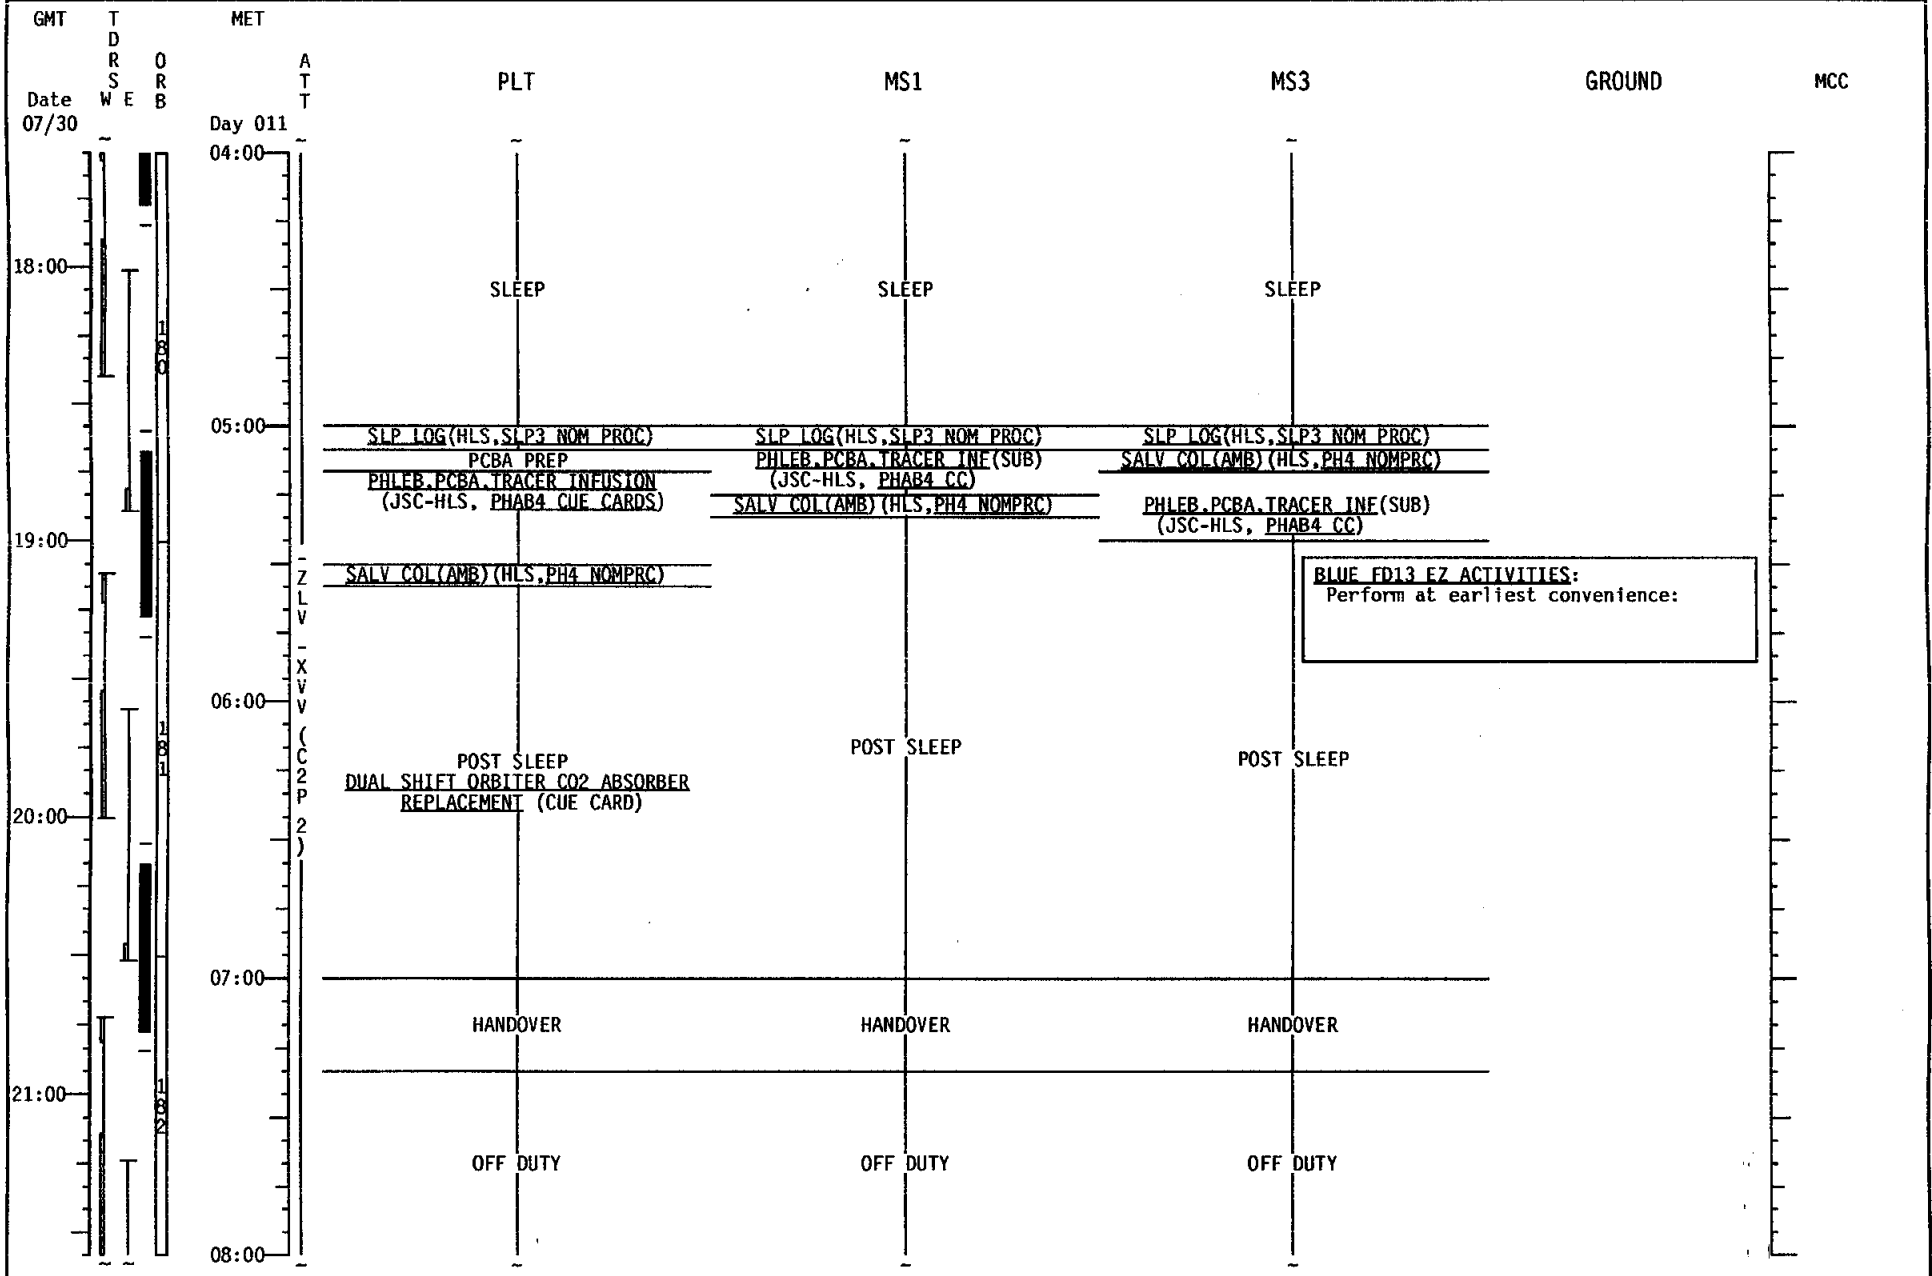 GMT
TDRS
W E
ORB
MET
ATT
PLT
MS1
MS3
GROUND
MCC
Date
07/30
Day 011
04:00
18:00
SLEEP
SLEEP
SLEEP
180
05:00
SLP LOG(HLS,SLP3 NOM PROC)
SLP LOG(HLS,SLP3 NOM PROC)
SLP LOG(HLS,SLP3 NOM PROC)
PCBA PREP
PHLEB.PCBA.TRACER INF(SUB)
SALV COL(AMB)(HLS,PH4 NOMPRC)
PHLEB.PCBA.TRACER INFUSION
(JSC-HLS, PHAB4 CC)
(JSC-HLS, PHAB4 CUE CARDS)
SALV COL(AMB)(HLS,PH4 NOMPRC)
PHLEB.PCBA.TRACER INF(SUB)
(JSC-HLS, PHAB4 CC)
19:00
SALV COL(AMB)(HLS,PH4 NOMPRC)
BLUE FD13 EZ ACTIVITIES:
Perform at earliest convenience:
-ZLV -XVV (C2P 2)
06:00
181
POST SLEEP
POST SLEEP
POST SLEEP
DUAL SHIFT ORBITER CO2 ABSORBER
REPLACEMENT (CUE CARD)
20:00
07:00
HANDOVER
HANDOVER
HANDOVER
21:00
182
OFF DUTY
OFF DUTY
OFF DUTY
08:00